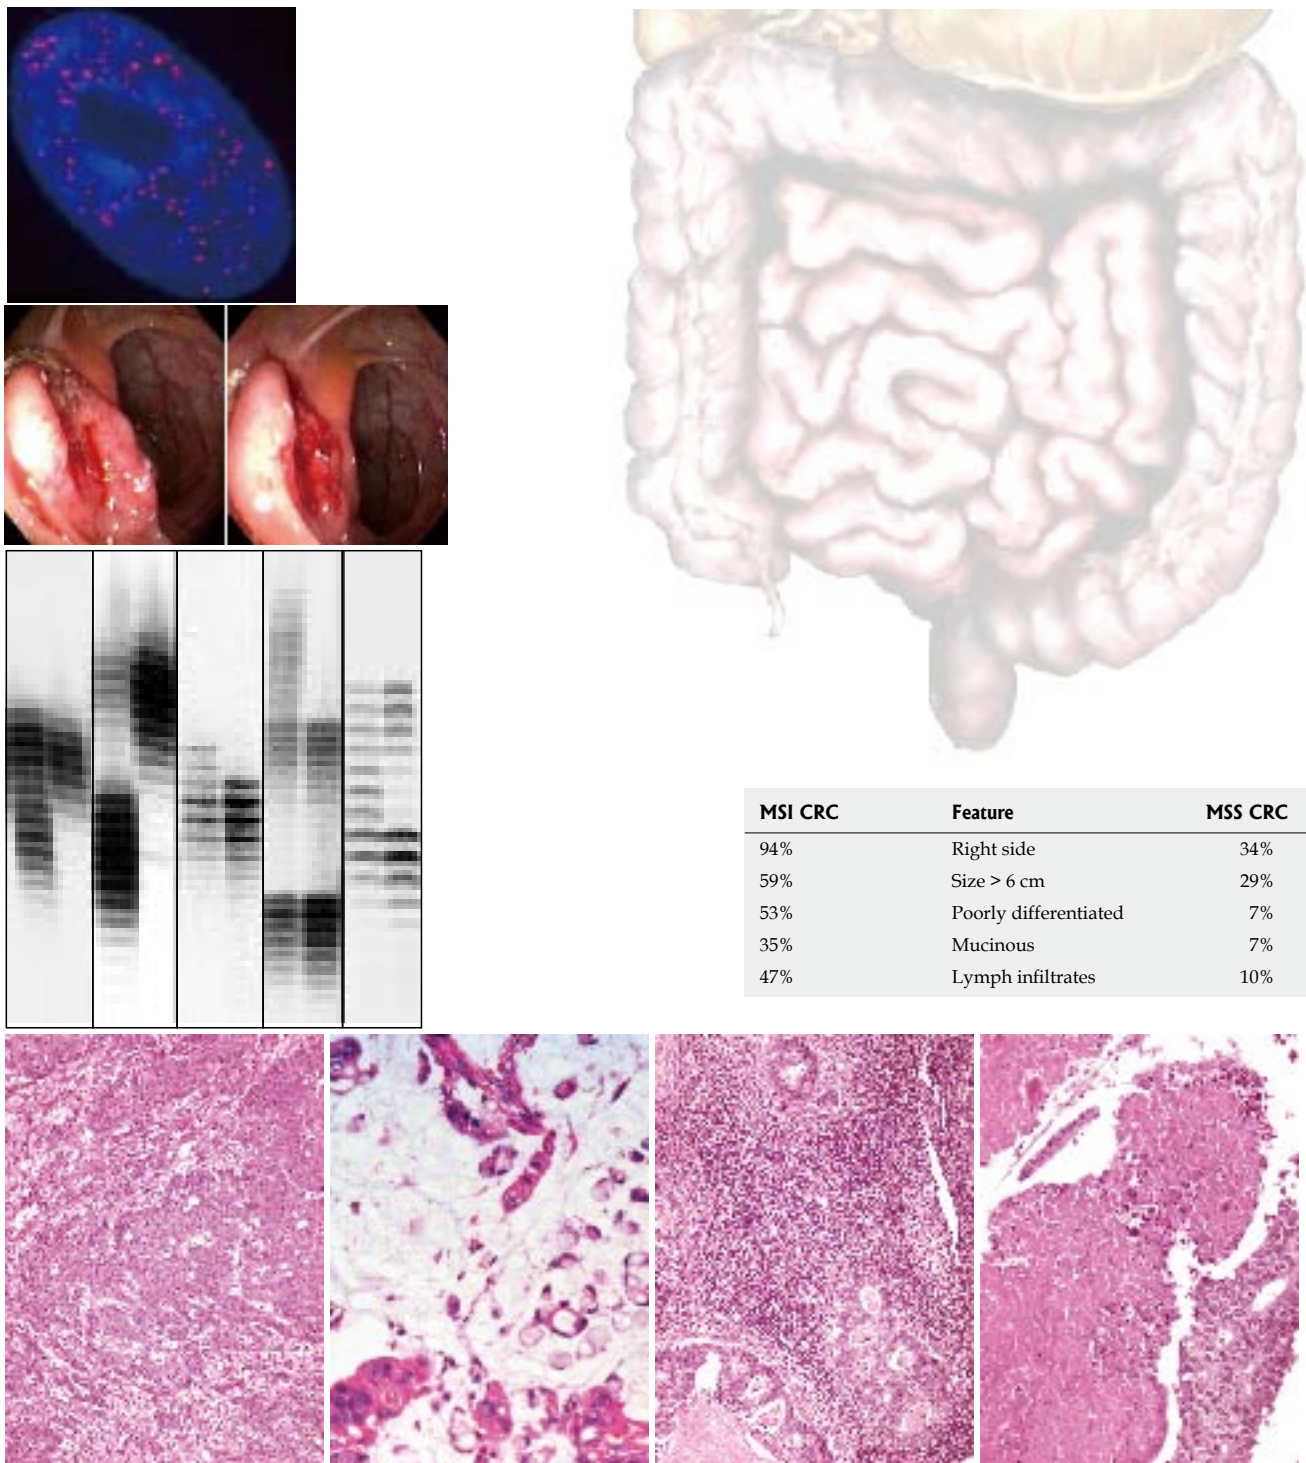 MSI CRC Feature MSS CRC
94% Right side 34%
59% Size > 6 cm 29%
53% Poorly differentiated 7%
35% Mucinous 7%
47% Lymph infiltrates 10%